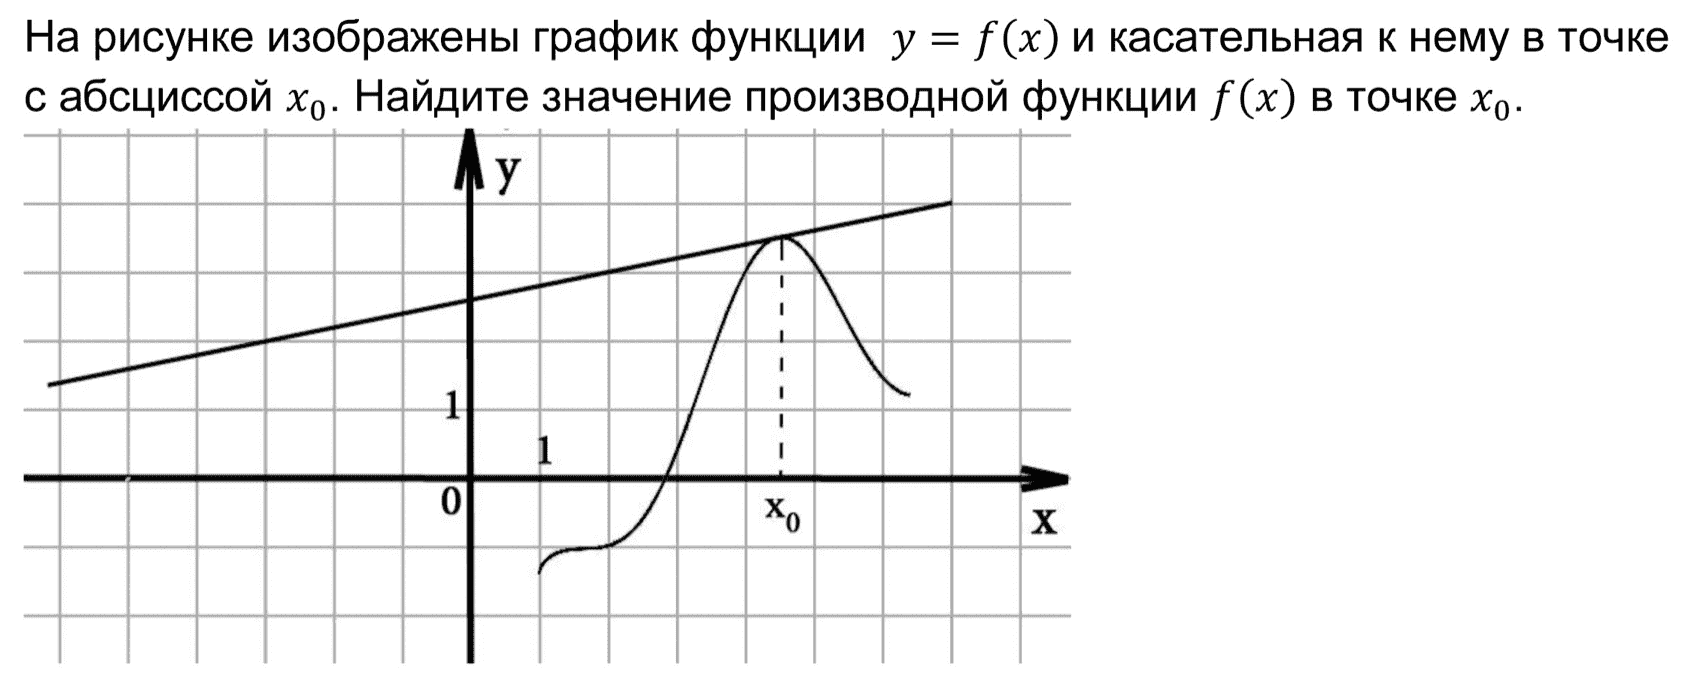 На рисунке изображены график функции y = f(x) и касательная к нему в точке
с абсциссой x₀. Найдите значение производной функции f(x) в точке x₀.
y
1
1
0
x₀
x